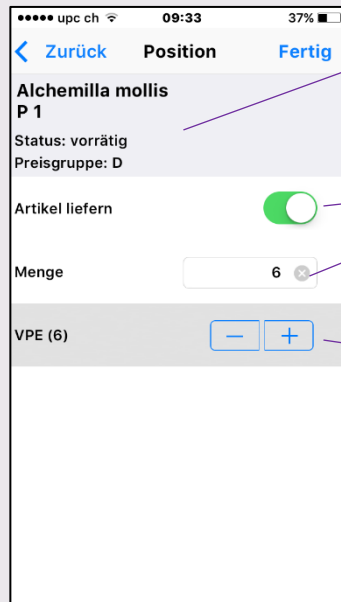 upc ch 09:33 37%
Zurück Position Fertig
Alchemilla mollis
P 1
Status: vorrätig
Preisgruppe: D
Artikel liefern
Menge 6
VPE (6) − +